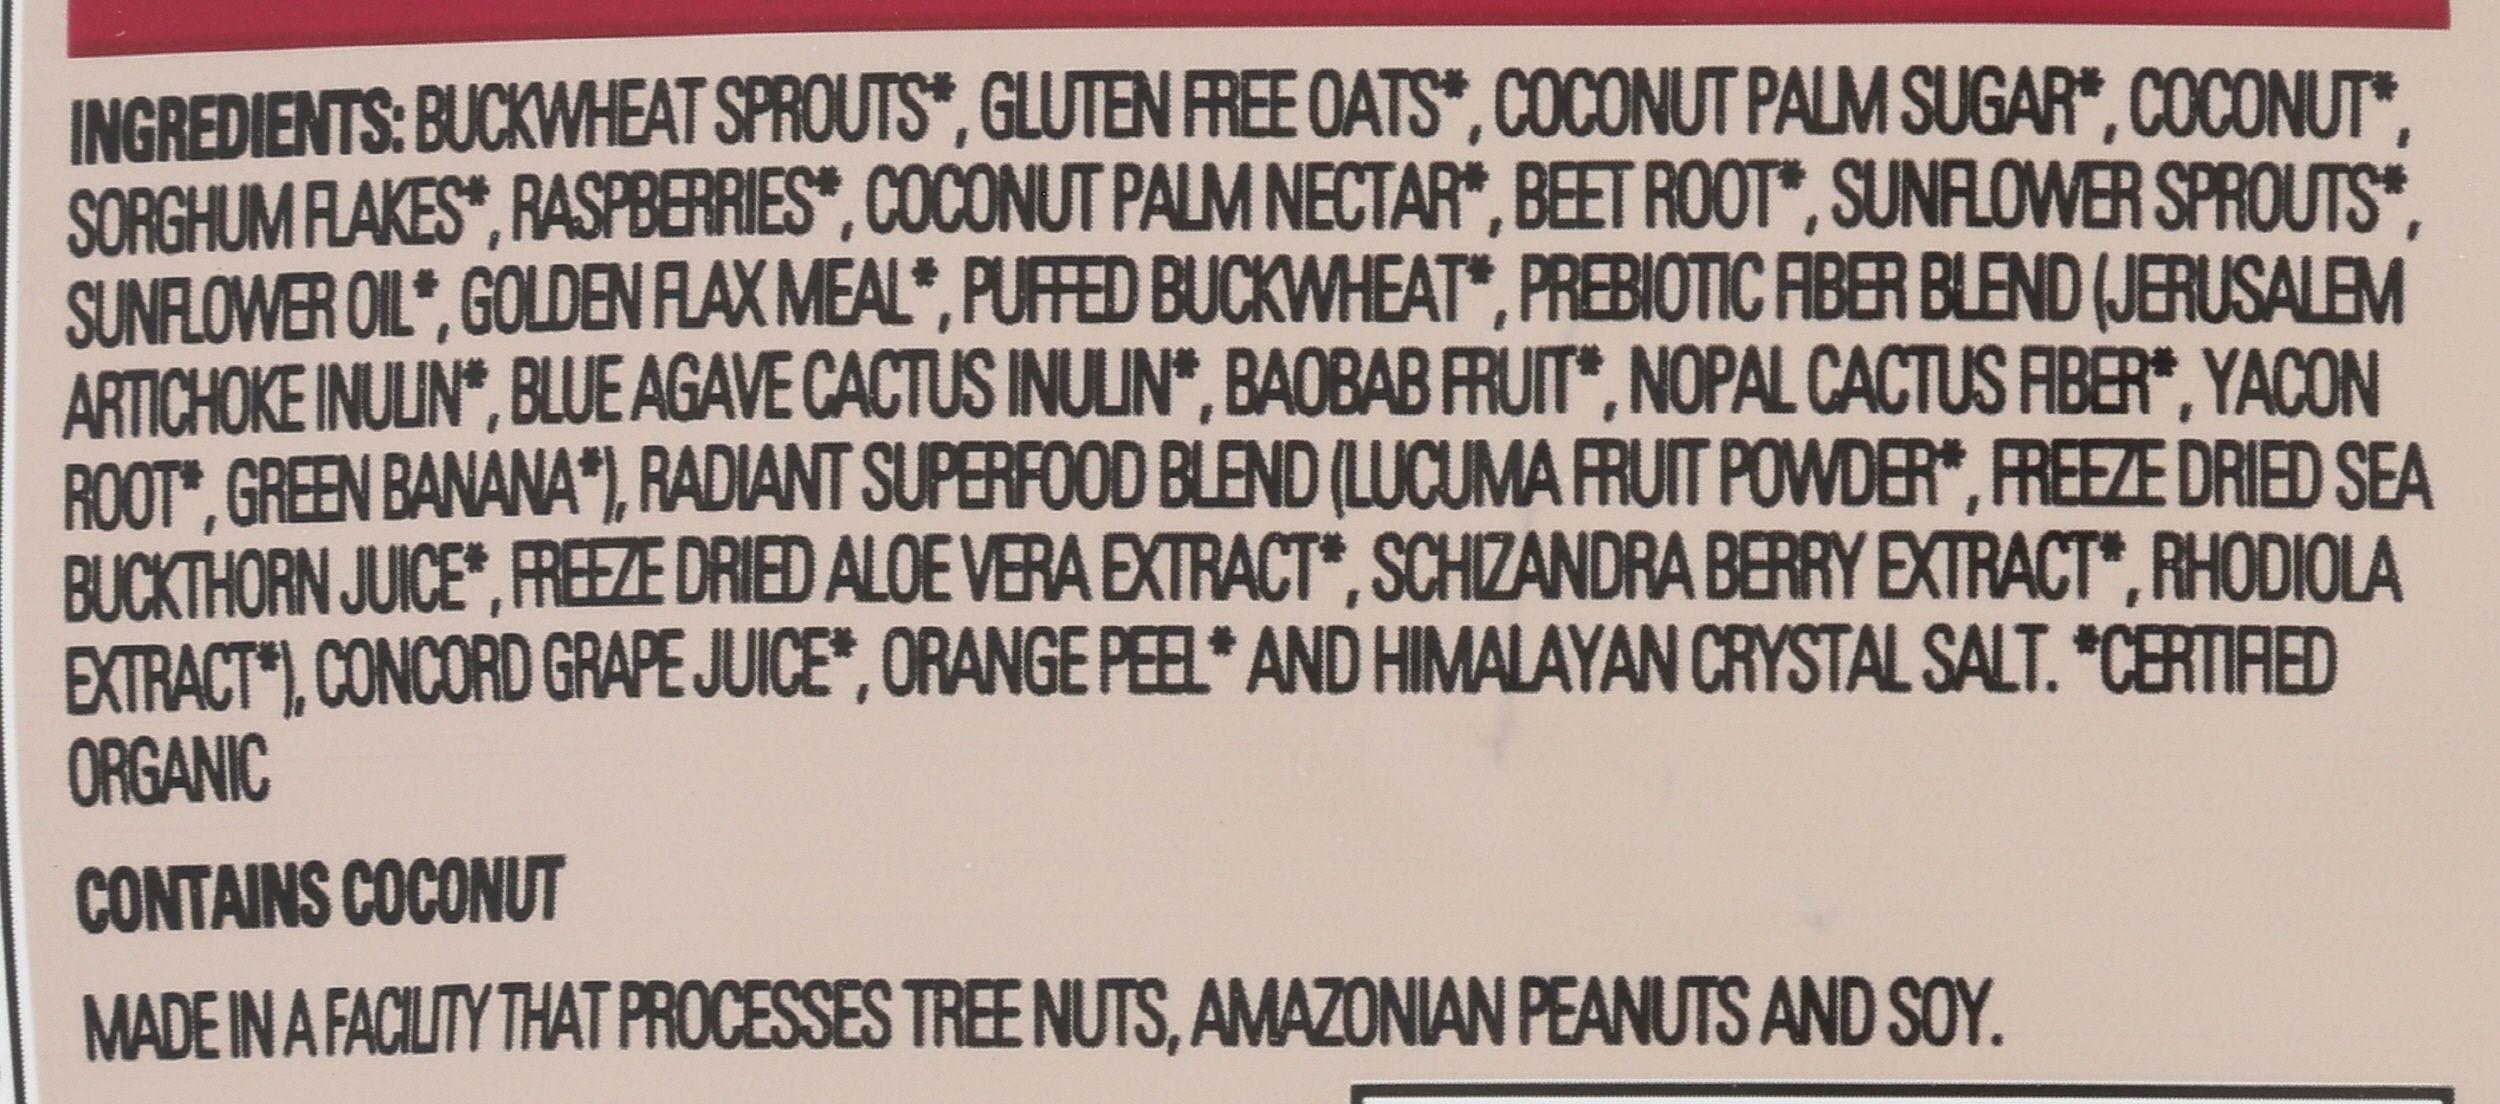 INGREDIENTS: BUCKWHEAT SPROUTS*, GLUTEN FREE OATS*, COCONUT PALM SUGAR*, COCONUT*,
SORGHUM FLAKES*, RASPBERRIES*, COCONUT PALM NECTAR*, BEET ROOT*, SUNFLOWER SPROUTS*,
SUNFLOWER OIL*, GOLDEN FLAX MEAL*, PUFFED BUCKWHEAT*, PREBIOTIC FIBER BLEND (JERUSALEM
ARTICHOKE INULIN*, BLUE AGAVE CACTUS INULIN*, BAOBAB FRUIT*, NOPAL CACTUS FIBER*, YACON
ROOT*, GREEN BANANA*), RADIANT SUPERFOOD BLEND (LUCUMA FRUIT POWDER*, FREEZE DRIED SEA
BUCKTHORN JUICE*, FREEZE DRIED ALOE VERA EXTRACT*, SCHIZANDRA BERRY EXTRACT*, RHODIOLA
EXTRACT*), CONCORD GRAPE JUICE*, ORANGE PEEL* AND HIMALAYAN CRYSTAL SALT. *CERTIFIED
ORGANIC
CONTAINS COCONUT
MADE IN A FACILITY THAT PROCESSES TREE NUTS, AMAZONIAN PEANUTS AND SOY.